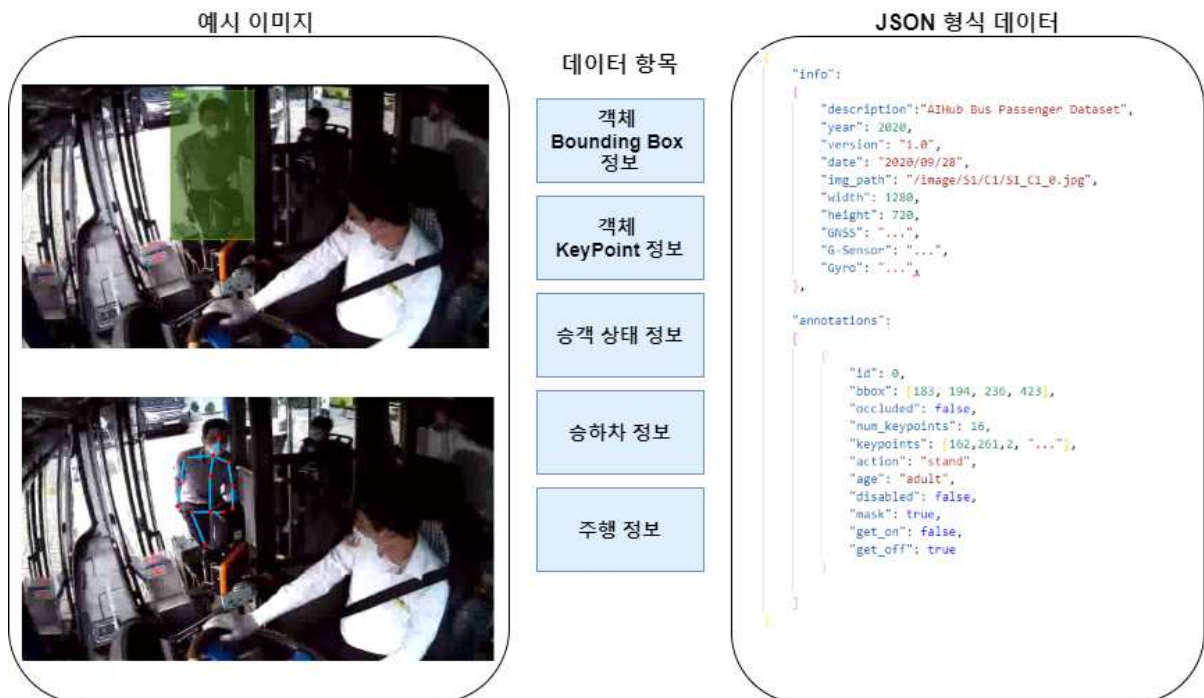 예시 이미지
데이터 항목
객체
Bounding Box
정보
객체
KeyPoint 정보
승객 상태 정보
승하차 정보
주행 정보
JSON 형식 데이터
{
"info":
{
"description":"AIHub Bus Passenger Dataset",
"year": 2020,
"version": "1.0",
"date": "2020/09/28",
"img_path": "/image/S1/C1/S1_C1_0.jpg",
"width": 1280,
"height": 720,
"GNSS": "...",
"G-Sensor": "...",
"Gyro": "...",
},
"annotations":
[
{
"id": 0,
"bbox": [183, 194, 236, 423],
"occluded": false,
"num_keypoints": 16,
"keypoints": [162,261,2, "..."],
"action": "stand",
"age": "adult",
"disabled": false,
"mask": true,
"get_on": false,
"get_off": true
}
]
}